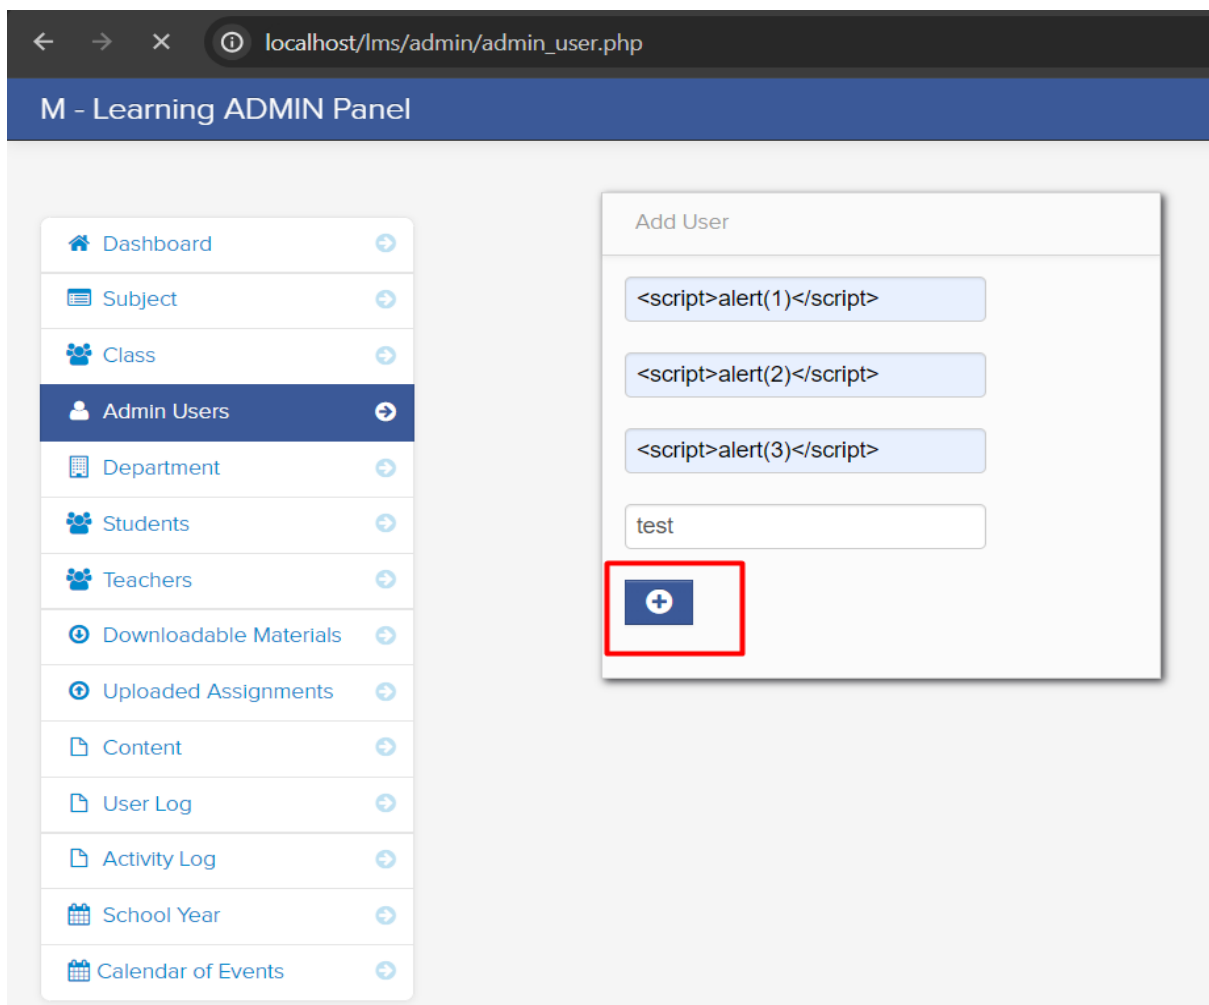 localhost/lms/admin/admin_user.php
M - Learning ADMIN Panel
Dashboard
Subject
Class
Admin Users
Department
Students
Teachers
Downloadable Materials
Uploaded Assignments
Content
User Log
Activity Log
School Year
Calendar of Events
Add User
<script>alert(1)</script>
<script>alert(2)</script>
<script>alert(3)</script>
test